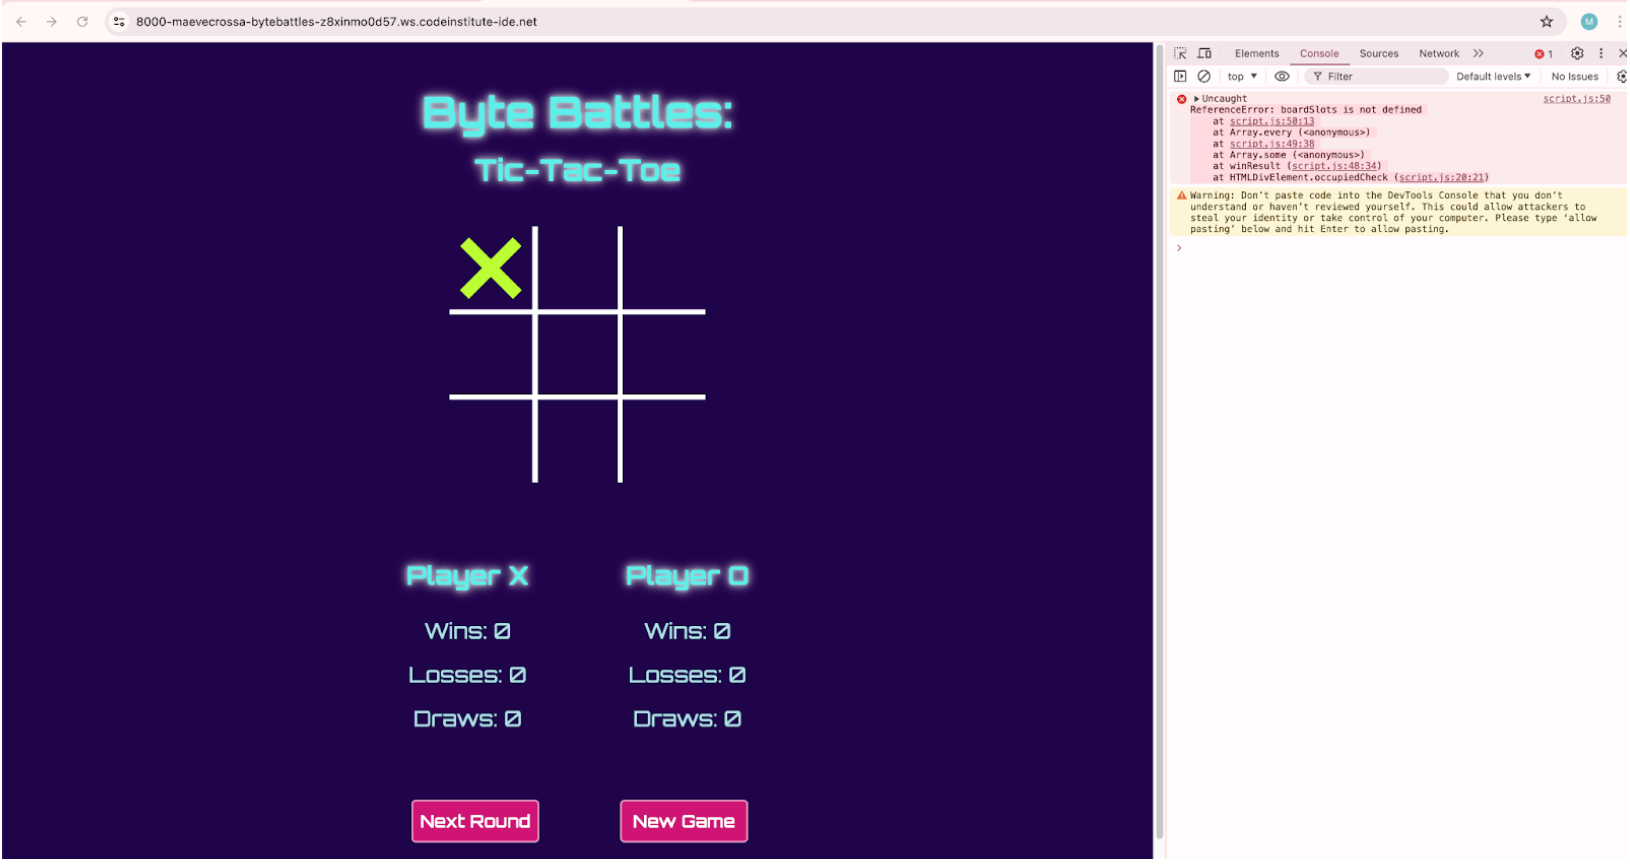 8000-maevecrossa-bytebattles-z8xinmo0d57.ws.codeinstitute-ide.net
M
Byte Battles:
Tic-Tac-Toe
Player X
Player O
Wins: 0
Wins: 0
Losses: 0
Losses: 0
Draws: 0
Draws: 0
Next Round
New Game
Elements Console Sources Network 1
top Filter Default levels No Issues
Uncaught script.js:50
ReferenceError: boardSlots is not defined
at script.js:50:13
at Array.every (<anonymous>)
at script.js:49:38
at Array.some (<anonymous>)
at winResult (script.js:48:34)
at HTMLDivElement.occupiedCheck (script.js:20:21)
Warning: Don't paste code into the DevTools Console that you don't
understand or haven't reviewed yourself. This could allow attackers to
steal your identity or take control of your computer. Please type 'allow
pasting' below and hit Enter to allow pasting.